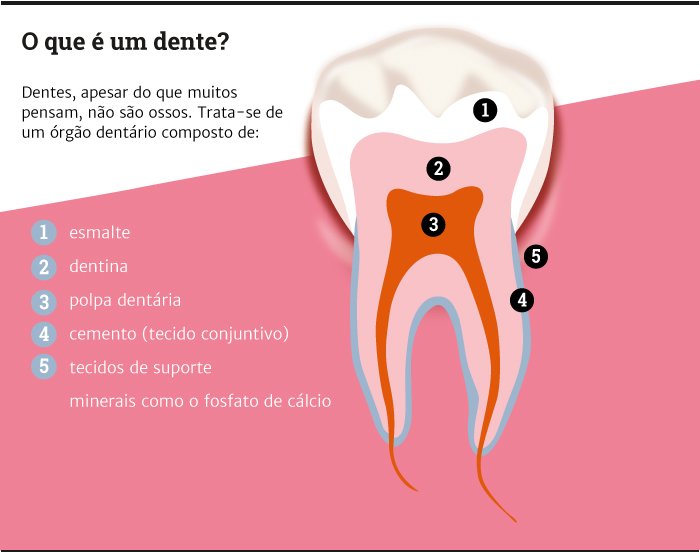 O que é um dente?
Dentes, apesar do que muitos
pensam, não são ossos. Trata-se de
um órgão dentário composto de:
1 esmalte
2 dentina
3 polpa dentária
4 cemento (tecido conjuntivo)
5 tecidos de suporte
minerais como o fosfato de cálcio
1
2
3
5
4